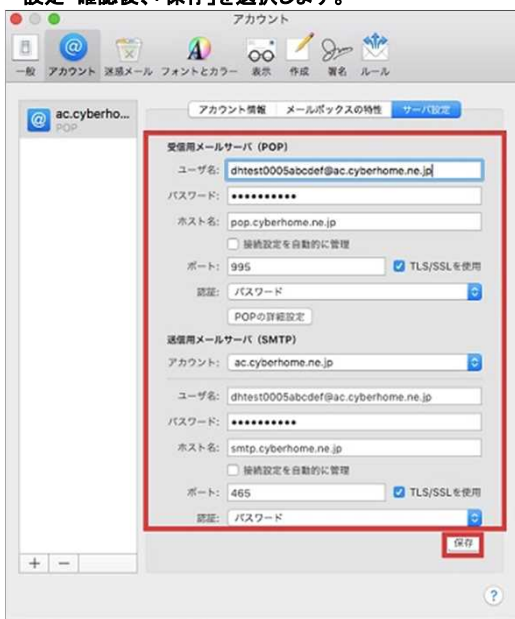 設定・確認後、「保存」を選択します。
アカウント
一般 アカウント 迷惑メール フォントとカラー 表示 作成 署名 ルール
ac.cyberho...
POP
アカウント情報 メールボックスの特性 サーバ設定
受信用メールサーバ (POP)
ユーザ名: dhtest0005abcdef@ac.cyberhome.ne.jp
パスワード: ••••••••••
ホスト名: pop.cyberhome.ne.jp
接続設定を自動的に管理
ポート: 995 TLS/SSLを使用
認証: パスワード
POPの詳細設定
送信用メールサーバ (SMTP)
アカウント: ac.cyberhome.ne.jp
ユーザ名: dhtest0005abcdef@ac.cyberhome.ne.jp
パスワード: ••••••••••
ホスト名: smtp.cyberhome.ne.jp
接続設定を自動的に管理
ポート: 465 TLS/SSLを使用
認証: パスワード
保存
+ −
?